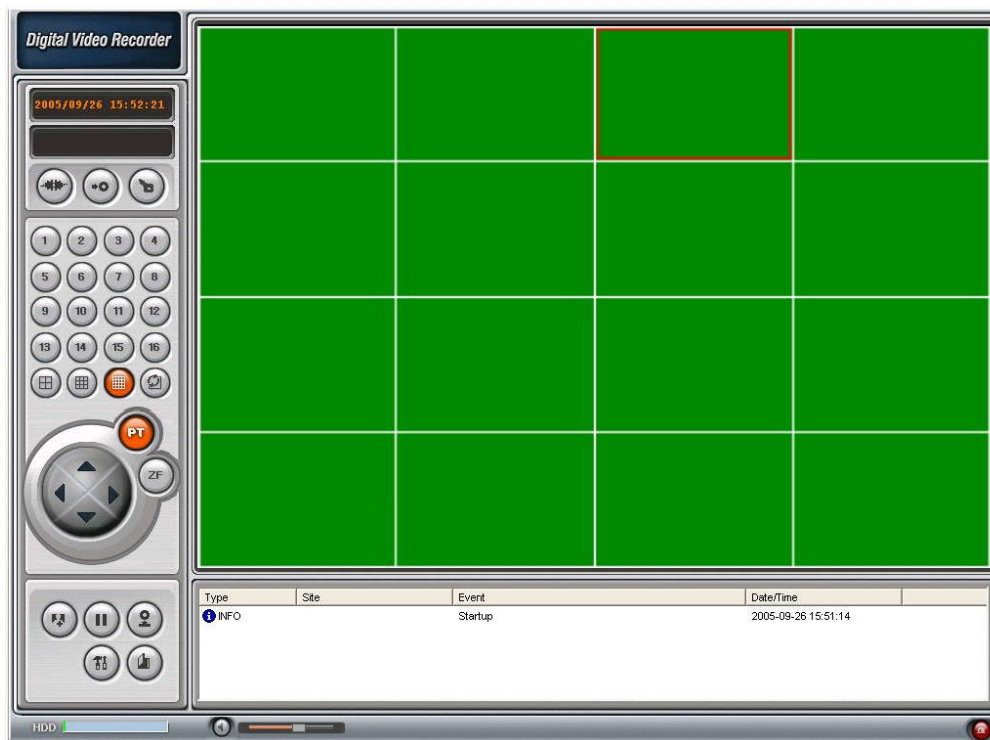 Digital Video Recorder
2005/09/26 15:52:21
1 2 3 4
5 6 7 8
9 10 11 12
13 14 15 16
PT
ZF
Type Site Event Date/Time
INFO Startup 2005-09-26 15:51:14
HDD